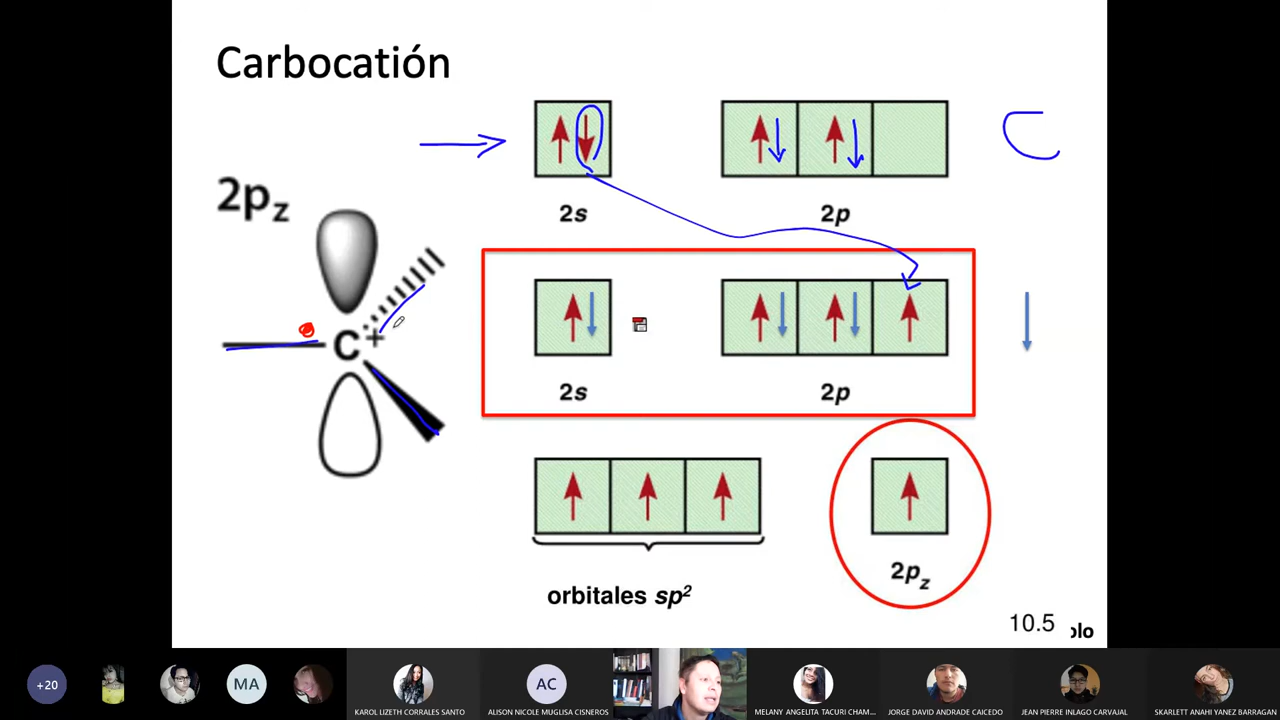 Carbocatión
2pz
2s
2p
C+
2s
2p
2pz
orbitales sp²
10.5
olo
+20
MA
KAROL LIZETH CORRALES SANTO
AC
ALISON NICOLE MUGLISA CISNEROS
MELANY ANGELITA TACURI CHAM...
JORGE DAVID ANDRADE CAICEDO
JEAN PIERRE INLAGO CARVAJAL
SKARLETT ANAHI YANEZ BARRAGAN